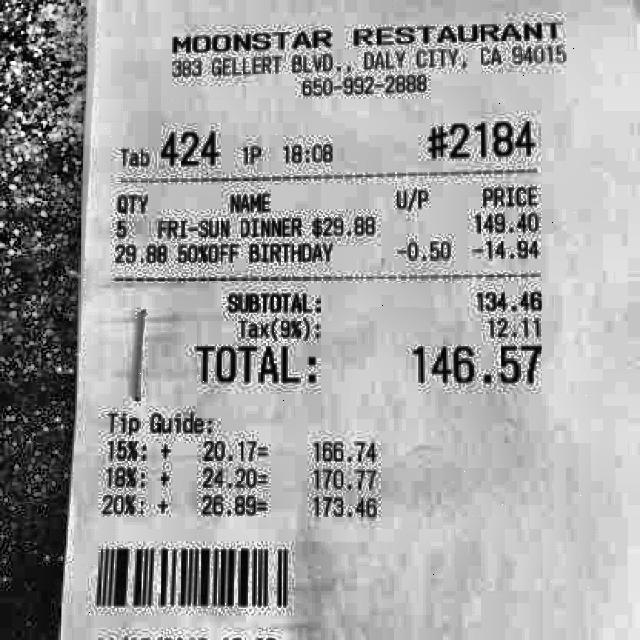 MOONSTAR RESTAURANT
383 GELLERT BLVD., DALY CITY, CA 94015
650-992-2888
Tab 424 1P 18:08 #2184
QTY NAME U/P PRICE
5 FRI-SUN DINNER $29.88 149.40
29.88 50%OFF BIRTHDAY -0.50 -14.94
SUBTOTAL: 134.46
Tax(9%): 12.11
TOTAL: 146.57
Tip Guide:
15%: + 20.17= 166.74
18%: + 24.20= 170.77
20%: + 26.89= 173.46